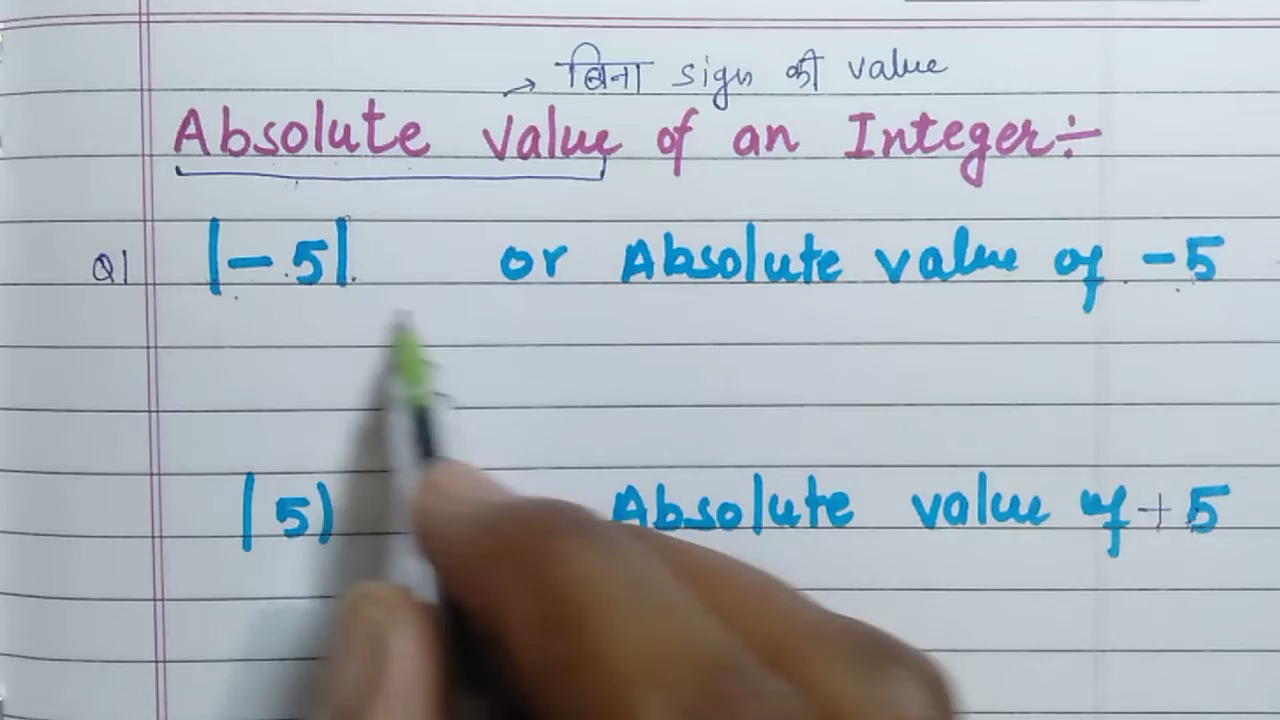 → बिना sign की value
Absolute value of an Integer÷
Q1 |-5| or Absolute value of -5
|5) Absolute value of +5